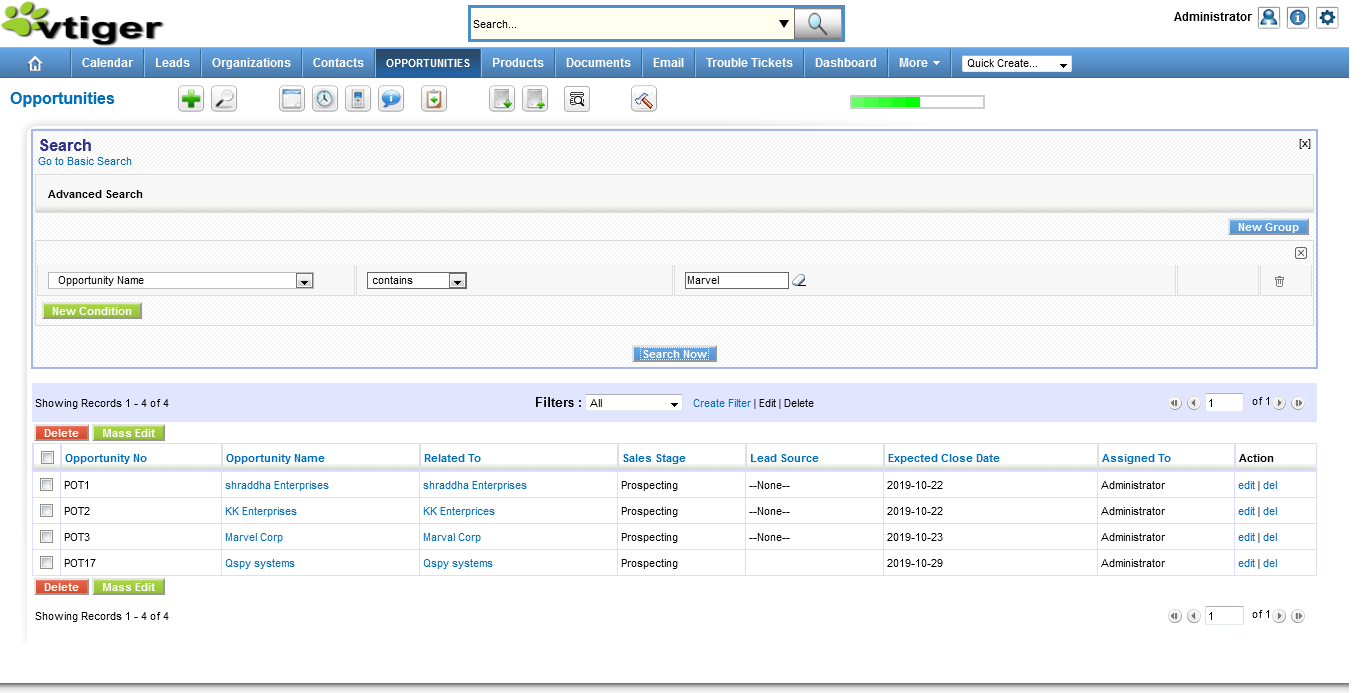 vtiger
Search...
Administrator
Calendar Leads Organizations Contacts OPPORTUNITIES Products Documents Email Trouble Tickets Dashboard More Quick Create...
Opportunities
Search [x]
Go to Basic Search
Advanced Search
New Group
Opportunity Name contains Marvel
New Condition
Search Now
Showing Records 1 - 4 of 4 Filters : All Create Filter | Edit | Delete 1 of 1
Delete Mass Edit
Opportunity No Opportunity Name Related To Sales Stage Lead Source Expected Close Date Assigned To Action
POT1 shraddha Enterprises shraddha Enterprises Prospecting --None-- 2019-10-22 Administrator edit | del
POT2 KK Enterprises KK Enterprices Prospecting --None-- 2019-10-22 Administrator edit | del
POT3 Marvel Corp Marval Corp Prospecting --None-- 2019-10-23 Administrator edit | del
POT17 Qspy systems Qspy systems Prospecting 2019-10-29 Administrator edit | del
Delete Mass Edit
Showing Records 1 - 4 of 4 1 of 1